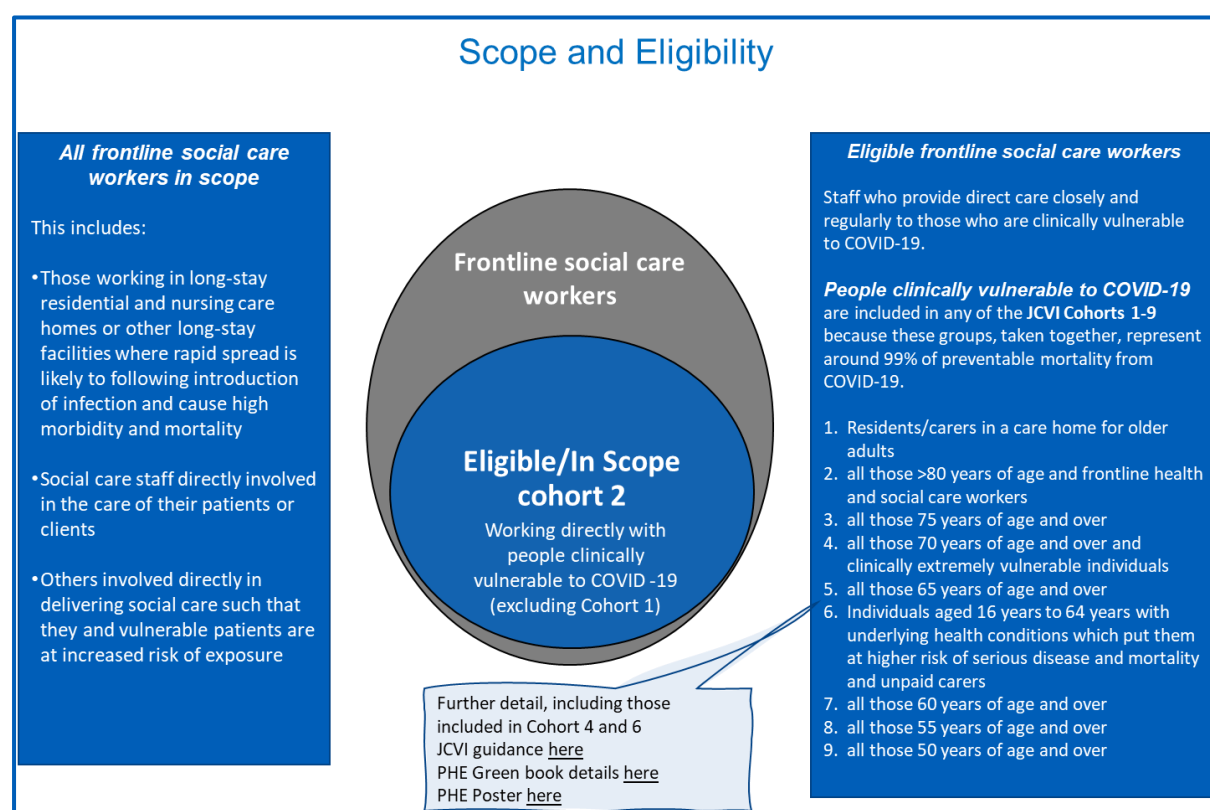 Scope and Eligibility
All frontline social care
workers in scope
This includes:
•Those working in long-stay
residential and nursing care
homes or other long-stay
facilities where rapid spread is
likely to following introduction
of infection and cause high
morbidity and mortality
•Social care staff directly involved
in the care of their patients or
clients
•Others involved directly in
delivering social care such that
they and vulnerable patients are
at increased risk of exposure
Frontline social care
workers
Eligible/In Scope
cohort 2
Working directly with
people clinically
vulnerable to COVID -19
(excluding Cohort 1)
Further detail, including those
included in Cohort 4 and 6
JCVI guidance here
PHE Green book details here
PHE Poster here
Eligible frontline social care workers
Staff who provide direct care closely and
regularly to those who are clinically vulnerable
to COVID-19.
People clinically vulnerable to COVID-19
are included in any of the JCVI Cohorts 1-9
because these groups, taken together, represent
around 99% of preventable mortality from
COVID-19.
1. Residents/carers in a care home for older
adults
2. all those >80 years of age and frontline health
and social care workers
3. all those 75 years of age and over
4. all those 70 years of age and over and
clinically extremely vulnerable individuals
5. all those 65 years of age and over
6. Individuals aged 16 years to 64 years with
underlying health conditions which put them
at higher risk of serious disease and mortality
and unpaid carers
7. all those 60 years of age and over
8. all those 55 years of age and over
9. all those 50 years of age and over